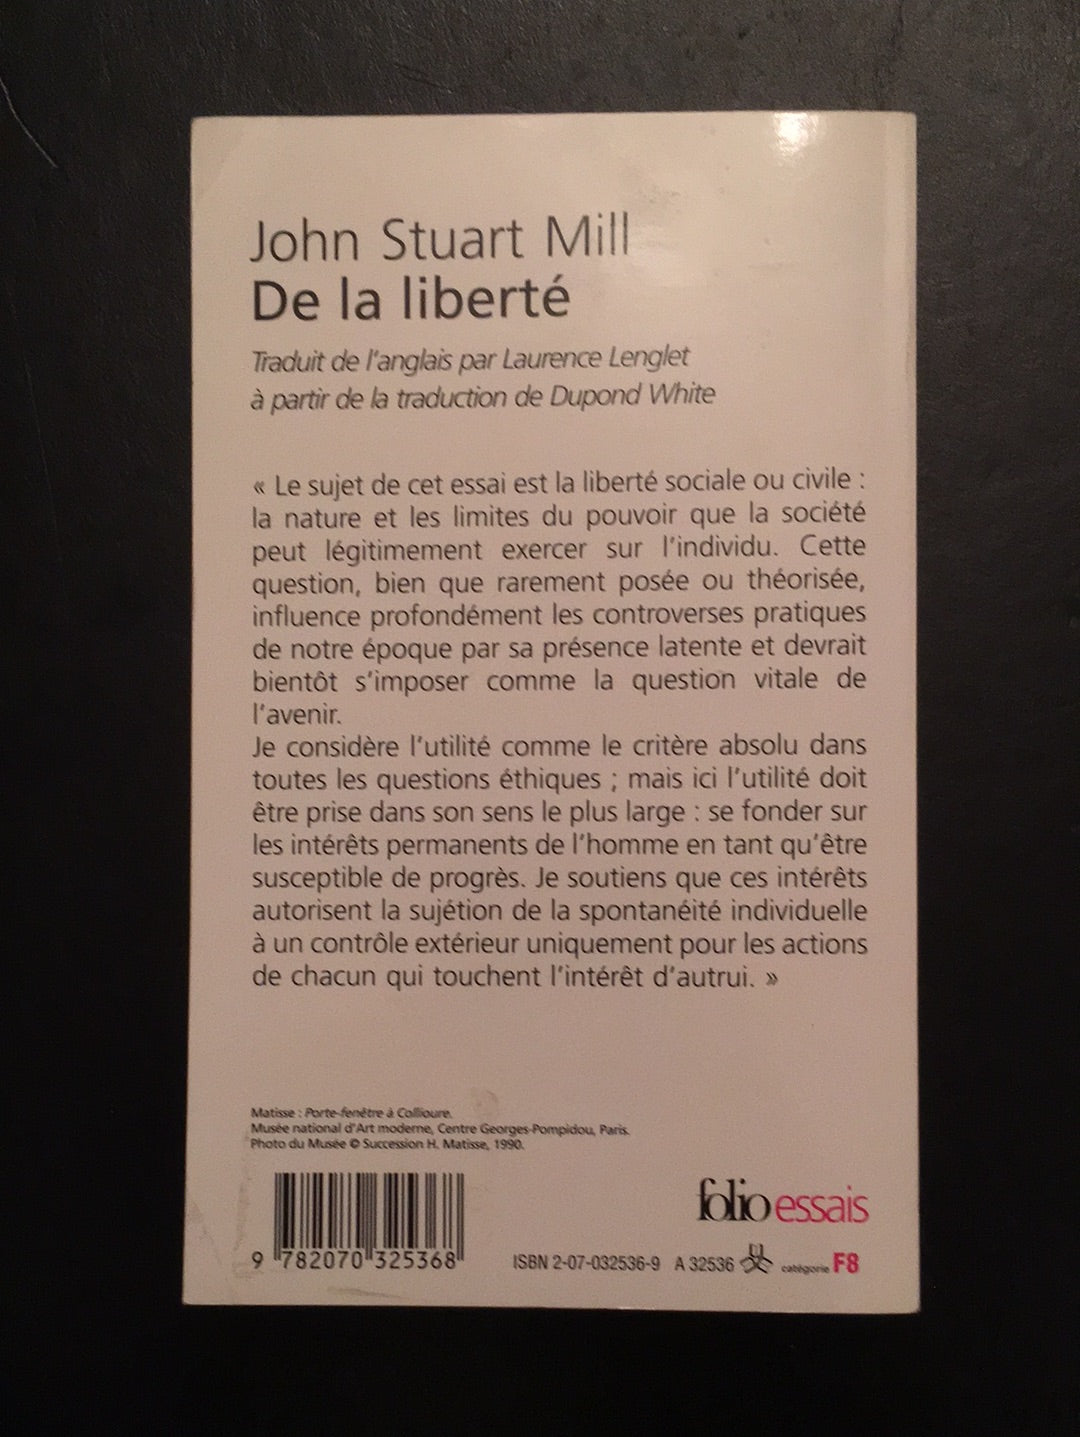 John Stuart Mill
De la liberté
Traduit de l'anglais par Laurence Lenglet
à partir de la traduction de Dupond White
« Le sujet de cet essai est la liberté sociale ou civile :
la nature et les limites du pouvoir que la société
peut légitimement exercer sur l'individu. Cette
question, bien que rarement posée ou théorisée,
influence profondément les controverses pratiques
de notre époque par sa présence latente et devrait
bientôt s'imposer comme la question vitale de
l'avenir.
Je considère l'utilité comme le critère absolu dans
toutes les questions éthiques ; mais ici l'utilité doit
être prise dans son sens le plus large : se fonder sur
les intérêts permanents de l'homme en tant qu'être
susceptible de progrès. Je soutiens que ces intérêts
autorisent la sujétion de la spontanéité individuelle
à un contrôle extérieur uniquement pour les actions
de chacun qui touchent l'intérêt d'autrui. »
Matisse : Porte-fenêtre à Collioure.
Musée national d'Art moderne, Centre Georges-Pompidou, Paris.
Photo du Musée © Succession H. Matisse, 1990.
folio essais
9 782070 325368
ISBN 2-07-032536-9 A 32536 catégorie F8